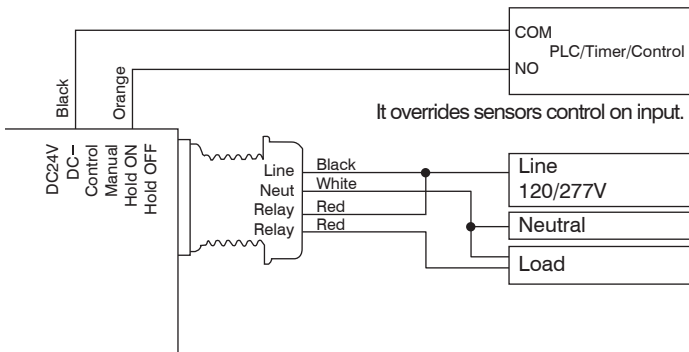 COM
PLC/Timer/Control
NO
Black
Orange
It overrides sensors control on input.
DC24V
DC-
Control
Manual
Hold ON
Hold OFF
Line
Neut
Relay
Relay
Black
White
Red
Red
Line
120/277V
Neutral
Load